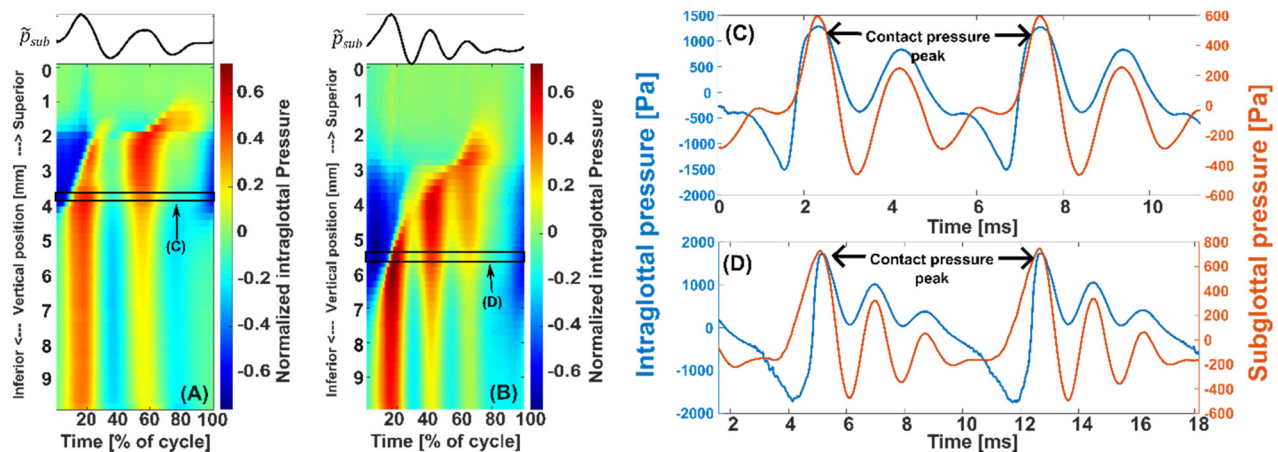 p̃sub
0
1
2
3
4
5
6
7
8
9
Inferior <--- Vertical position [mm] ---> Superior
20 40 60 80 100
Time [% of cycle]
(A)
(C)
0.6
0.4
0.2
0
-0.2
-0.4
-0.6
Normalized intraglottal Pressure
p̃sub
0
1
2
3
4
5
6
7
8
9
Inferior <--- Vertical position [mm] ---> Superior
20 40 60 80 100
Time [% of cycle]
(B)
(D)
0.6
0.4
0.2
0
-0.2
-0.4
-0.6
Normalized intraglottal Pressure
Intraglottal pressure [Pa]
(C)
Contact pressure
peak
1500
1000
500
0
-500
-1000
-1500
2000
600
400
200
0
-200
-400
-600
0 2 4 6 8 10
Time [ms]
(D)
Contact pressure
peak
2000
1000
0
-1000
-2000
800
600
400
200
0
-200
-400
-600
2 4 6 8 10 12 14 16 18
Time [ms]
Subglottal pressure [Pa]